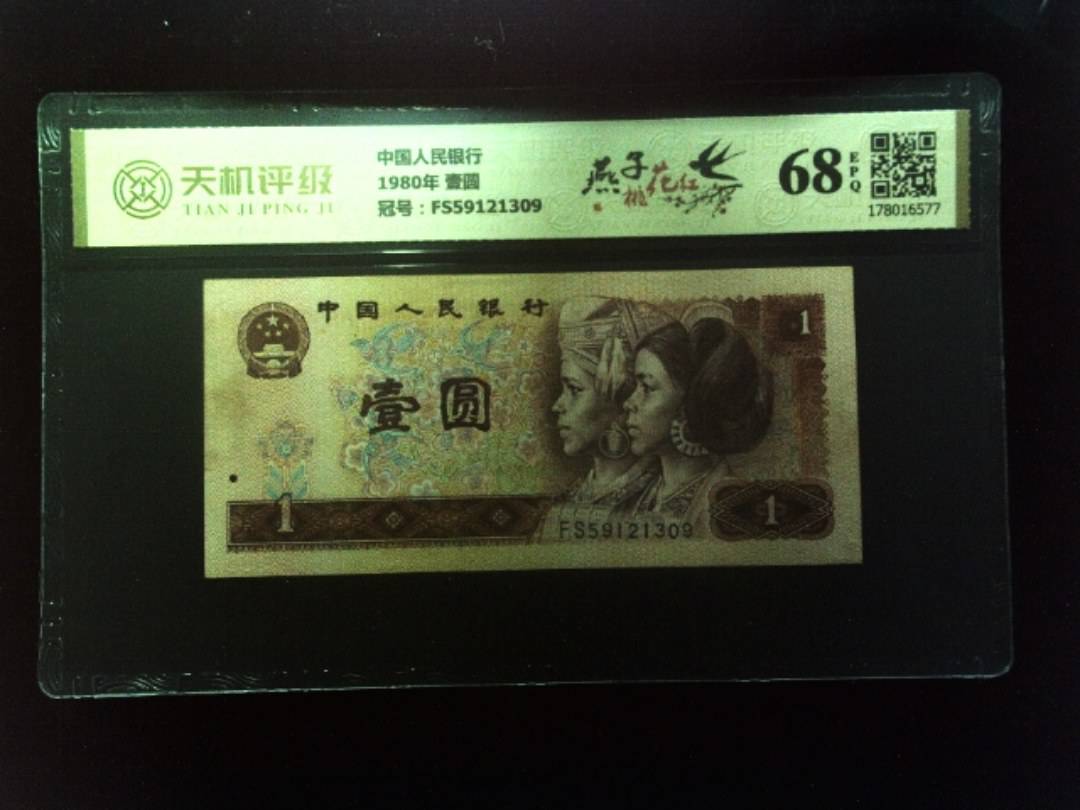 天机评级
TIAN JI PING JI
中国人民银行
1980年 壹圆
冠号：FS59121309
燕子
桃花红
68
EPQ
178016577
中国人民银行
壹圆
1
1
FS59121309
1